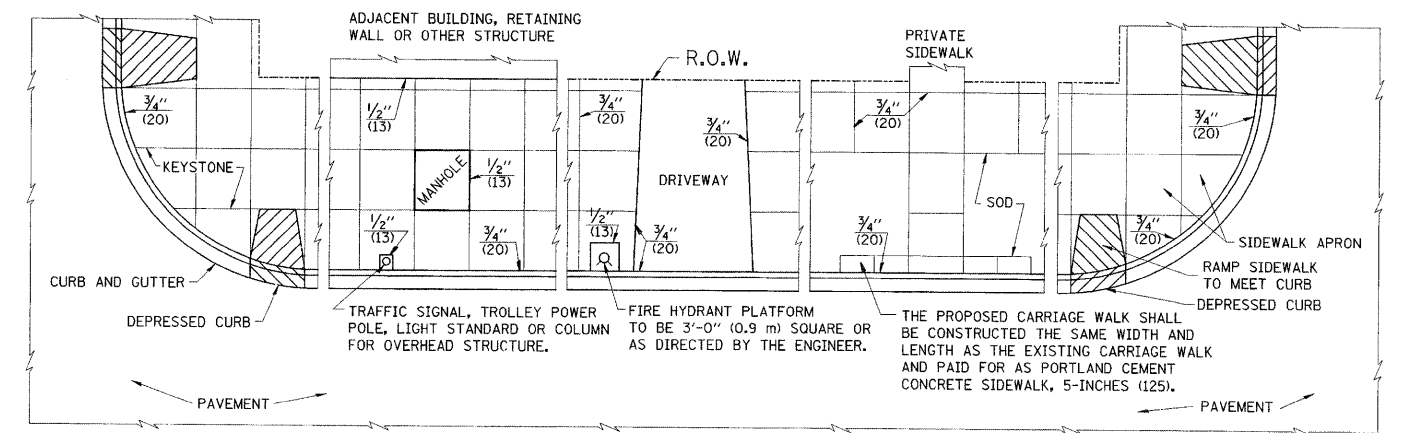 ADJACENT BUILDING, RETAINING
WALL OR OTHER STRUCTURE
R.O.W.
PRIVATE
SIDEWALK
3/4"
(20)
1/2"
(13)
3/4"
(20)
3/4"
(20)
3/4"
(20)
3/4"
(20)
KEYSTONE
MANHOLE
1/2"
(13)
DRIVEWAY
SOD
1/2"
(13)
3/4"
(20)
1/2"
(13)
3/4"
(20)
3/4"
(20)
3/4"
(20)
SIDEWALK APRON
RAMP SIDEWALK
TO MEET CURB
CURB AND GUTTER
DEPRESSED CURB
DEPRESSED CURB
TRAFFIC SIGNAL, TROLLEY POWER
POLE, LIGHT STANDARD OR COLUMN
FOR OVERHEAD STRUCTURE.
FIRE HYDRANT PLATFORM
TO BE 3'-0" (0.9 m) SQUARE OR
AS DIRECTED BY THE ENGINEER.
THE PROPOSED CARRIAGE WALK SHALL
BE CONSTRUCTED THE SAME WIDTH AND
LENGTH AS THE EXISTING CARRIAGE WALK
AND PAID FOR AS PORTLAND CEMENT
CONCRETE SIDEWALK, 5-INCHES (125).
PAVEMENT
PAVEMENT